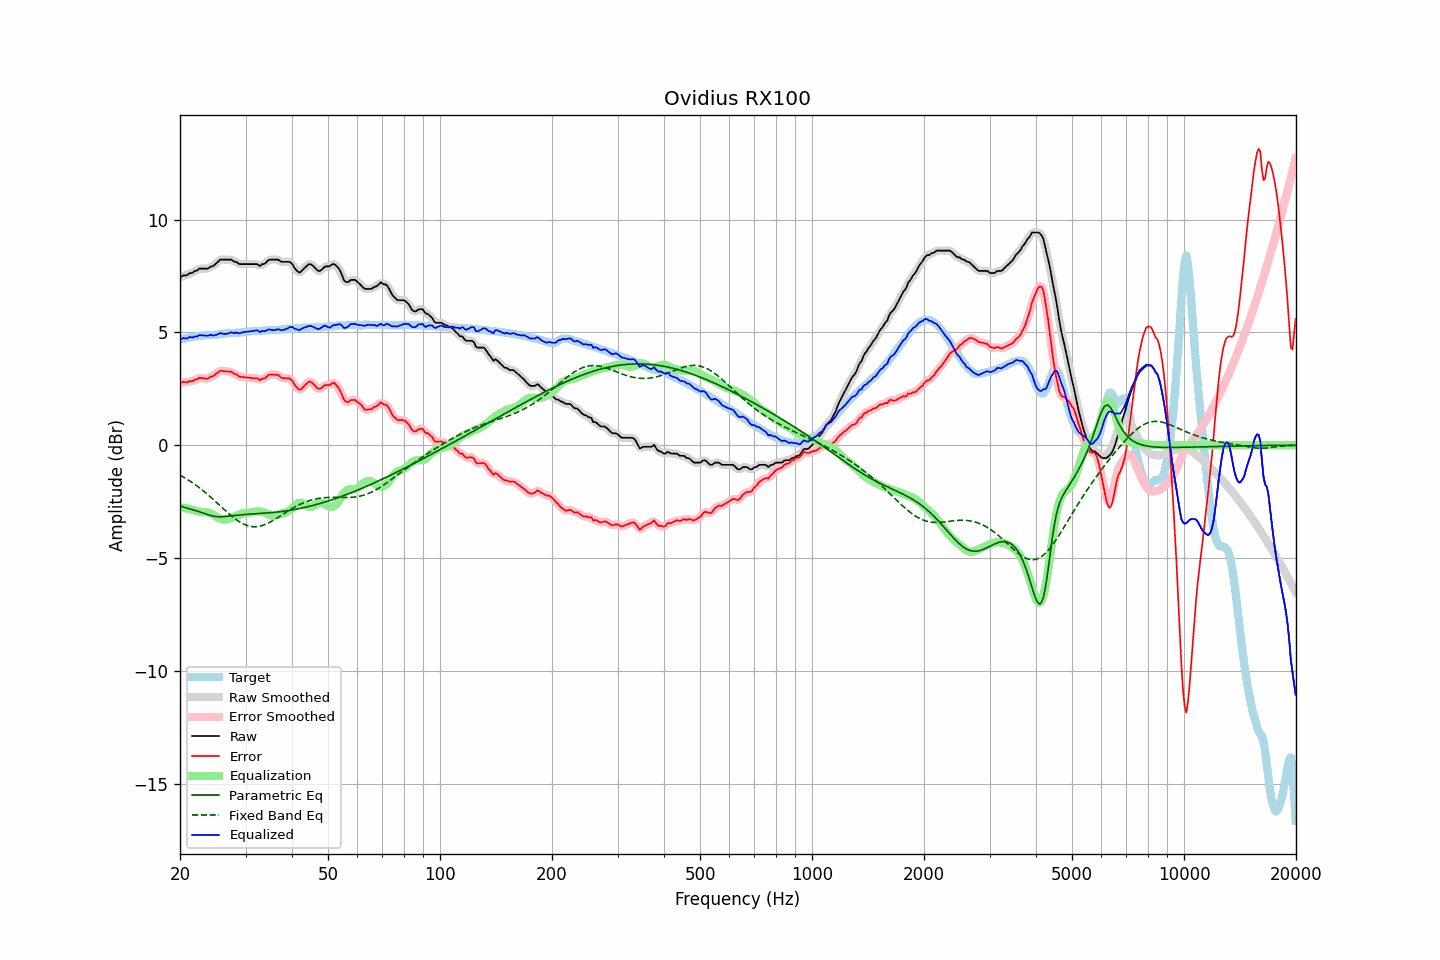 Ovidius RX100
Amplitude (dBr)
10
5
0
−5
−10
−15
Target
Raw Smoothed
Error Smoothed
Raw
Error
Equalization
Parametric Eq
Fixed Band Eq
Equalized
20 50 100 200 500 1000 2000 5000 10000 20000
Frequency (Hz)